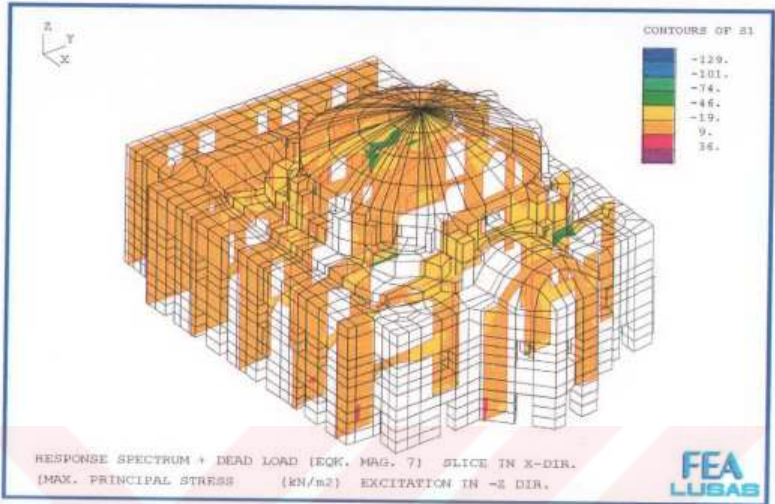 Z
Y
X
CONTOURS OF S1
-129.
-101.
-74.
-46.
-19.
9.
36.
RESPONSE SPECTRUM + DEAD LOAD (EQK. MAG. 7) SLICE IN X-DIR.
(MAX. PRINCIPAL STRESS (kN/m2) EXCITATION IN -Z DIR.
FEA
LUSAS